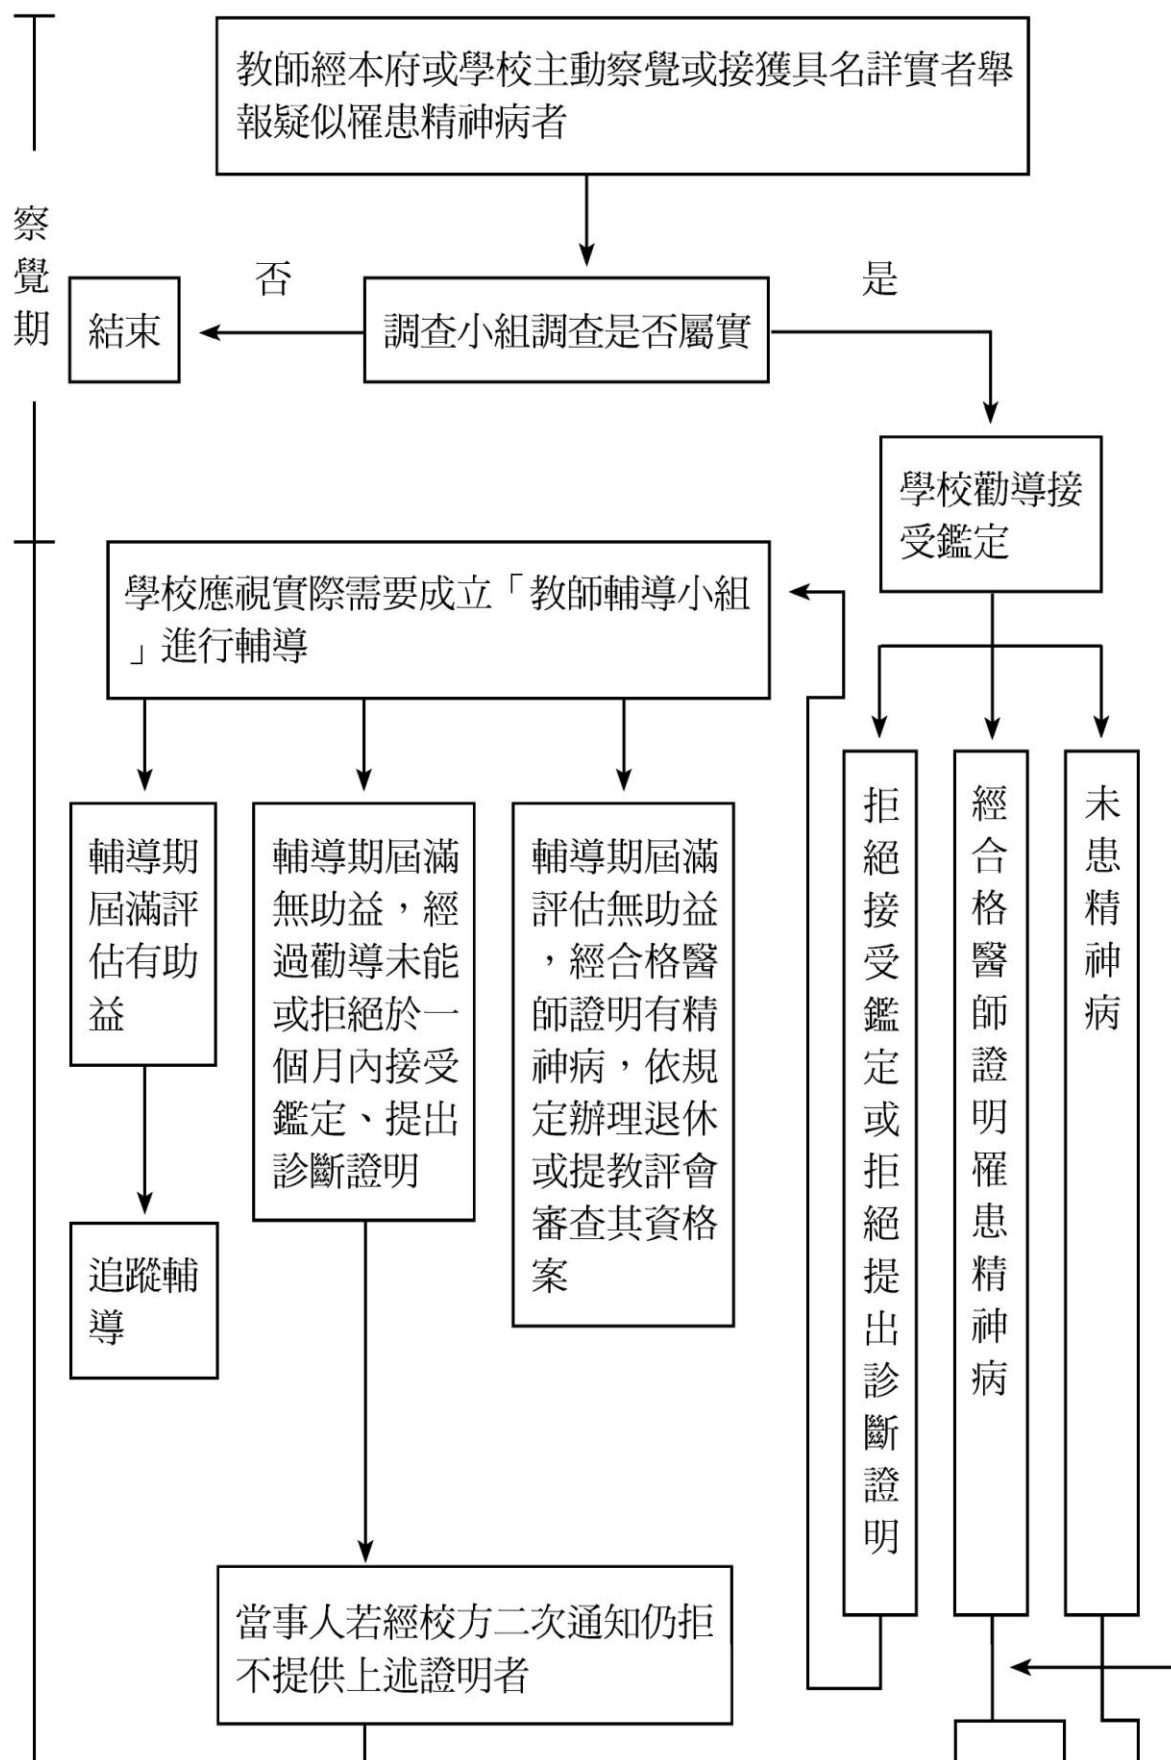 教師經本府或學校主動察覺或接獲具名詳實者舉
報疑似罹患精神病者
察覺期
否
是
結束
調查小組調查是否屬實
學校勸導接
受鑑定
學校應視實際需要成立「教師輔導小組
」進行輔導
輔導期
屆滿評
估有助
益
輔導期屆滿
無助益，經
過勸導未能
或拒絕於一
個月內接受
鑑定、提出
診斷證明
輔導期屆滿
評估無助益
，經合格醫
師證明有精
神病，依規
定辦理退休
或提教評會
審查其資格
案
拒絕接受鑑定或拒絕提出診斷證明
經合格醫師證明罹患精神病
未患精神病
追蹤輔
導
當事人若經校方二次通知仍拒
不提供上述證明者